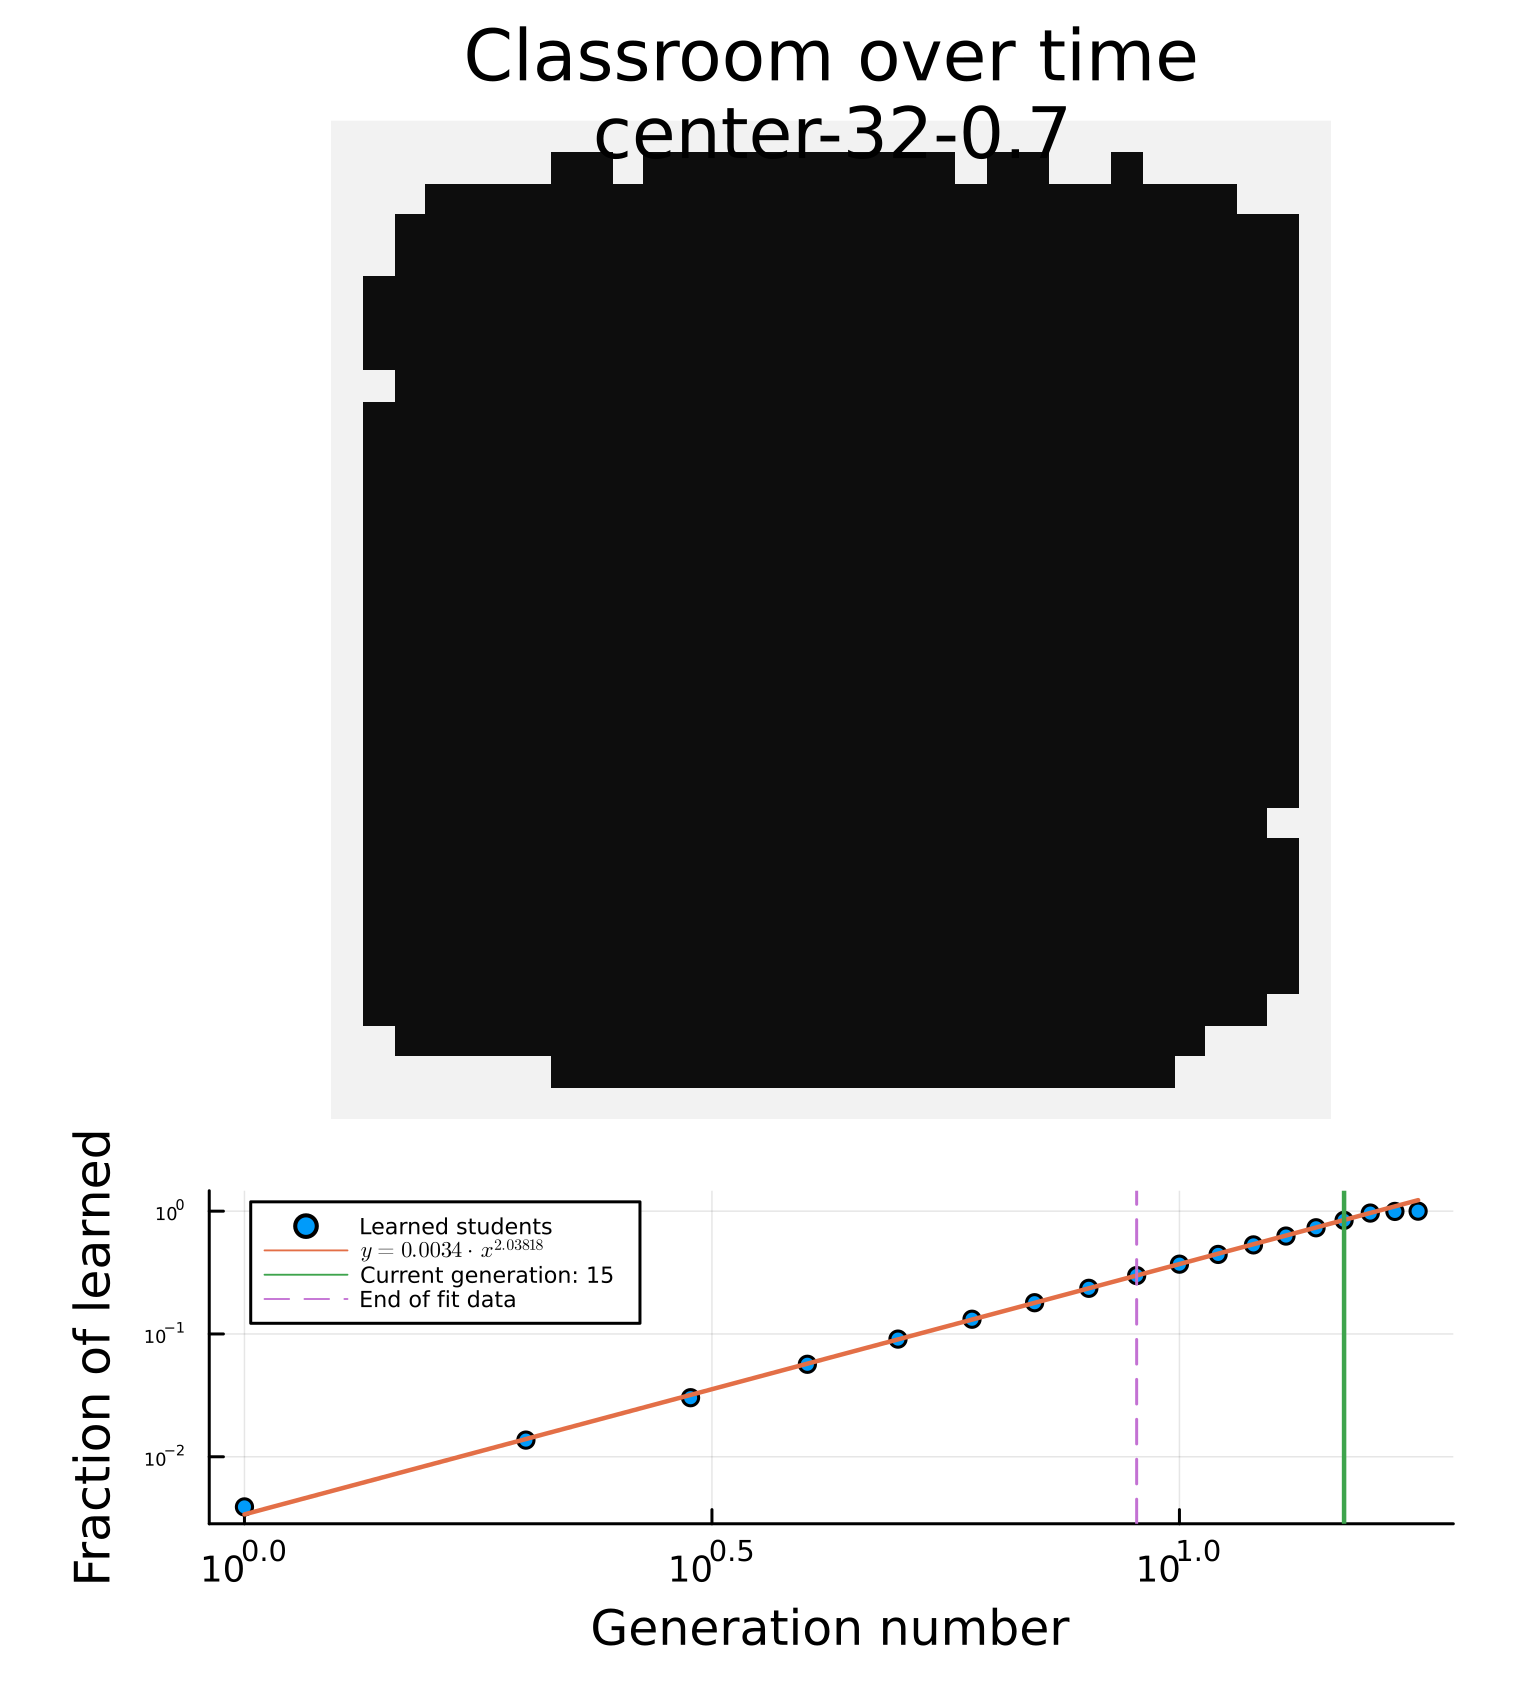 Classroom over time
center-32-0.7
Fraction of learned
10⁰
10⁻¹
10⁻²
Learned students
y = 0.0034 · x^2.03818
Current generation: 15
End of fit data
10^0.0
10^0.5
10^1.0
Generation number